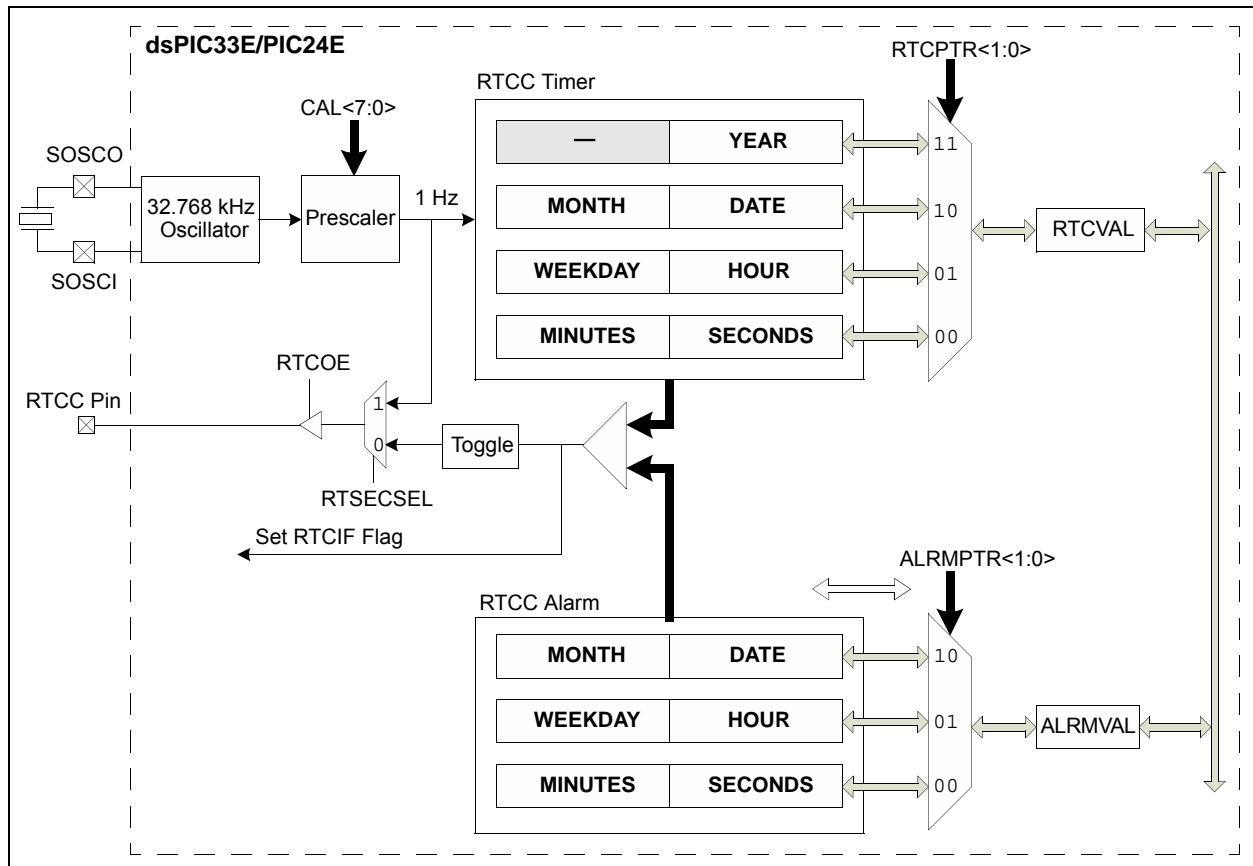 dsPIC33E/PIC24E
RTCPTR<1:0>
RTCC Timer
CAL<7:0>
— YEAR 11
SOSCO
32.768 kHz
Oscillator
Prescaler
1 Hz
MONTH DATE 10
RTCVAL
SOSCI
WEEKDAY HOUR 01
MINUTES SECONDS 00
RTCOE
RTCC Pin
1
0
Toggle
RTSECSEL
Set RTCIF Flag
ALRMPTR<1:0>
RTCC Alarm
MONTH DATE 10
WEEKDAY HOUR 01
ALRMVAL
MINUTES SECONDS 00